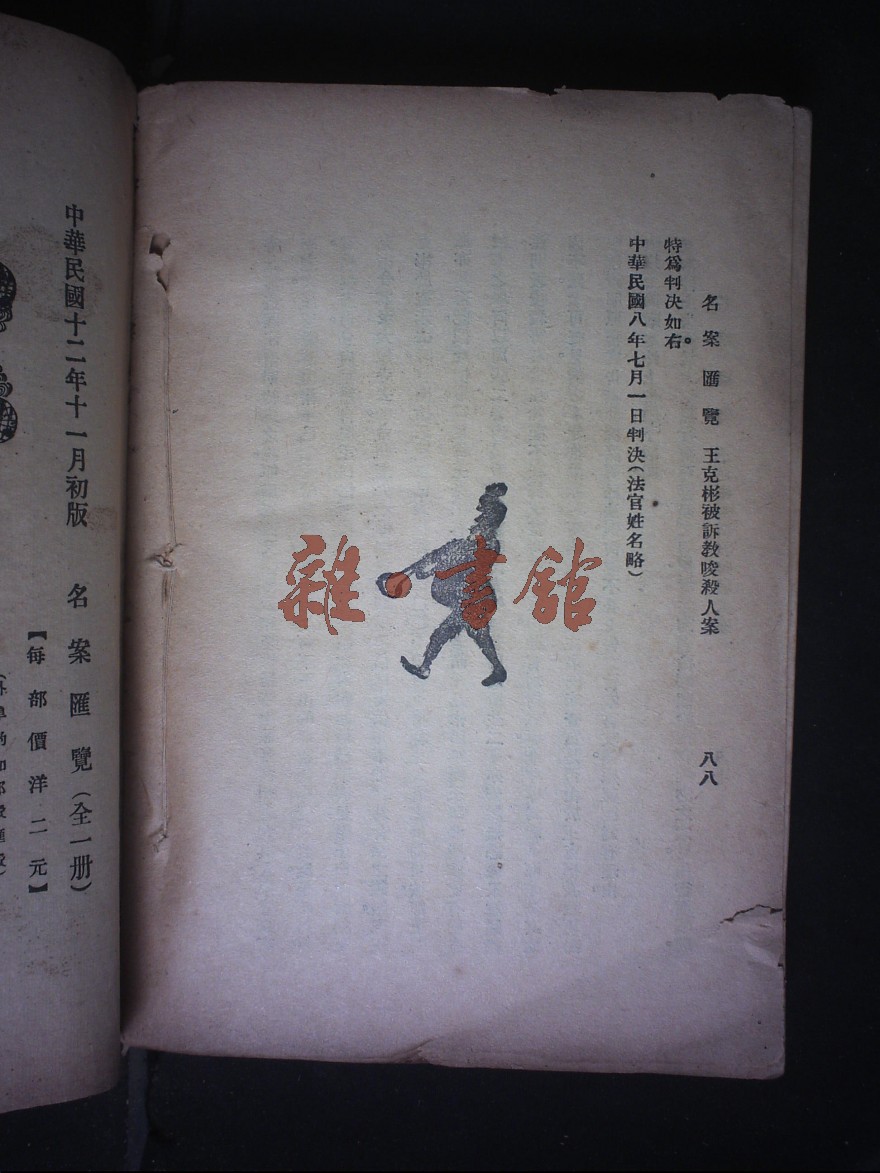 名案匯覽 王克彬被訴教唆殺人案 八八
特爲判决如右。
中華民國八年七月一日判決(法官姓名略)
雜·書舘
中華民國十二年十一月初版 名案匯覽(全一册)
【每部價洋二元】